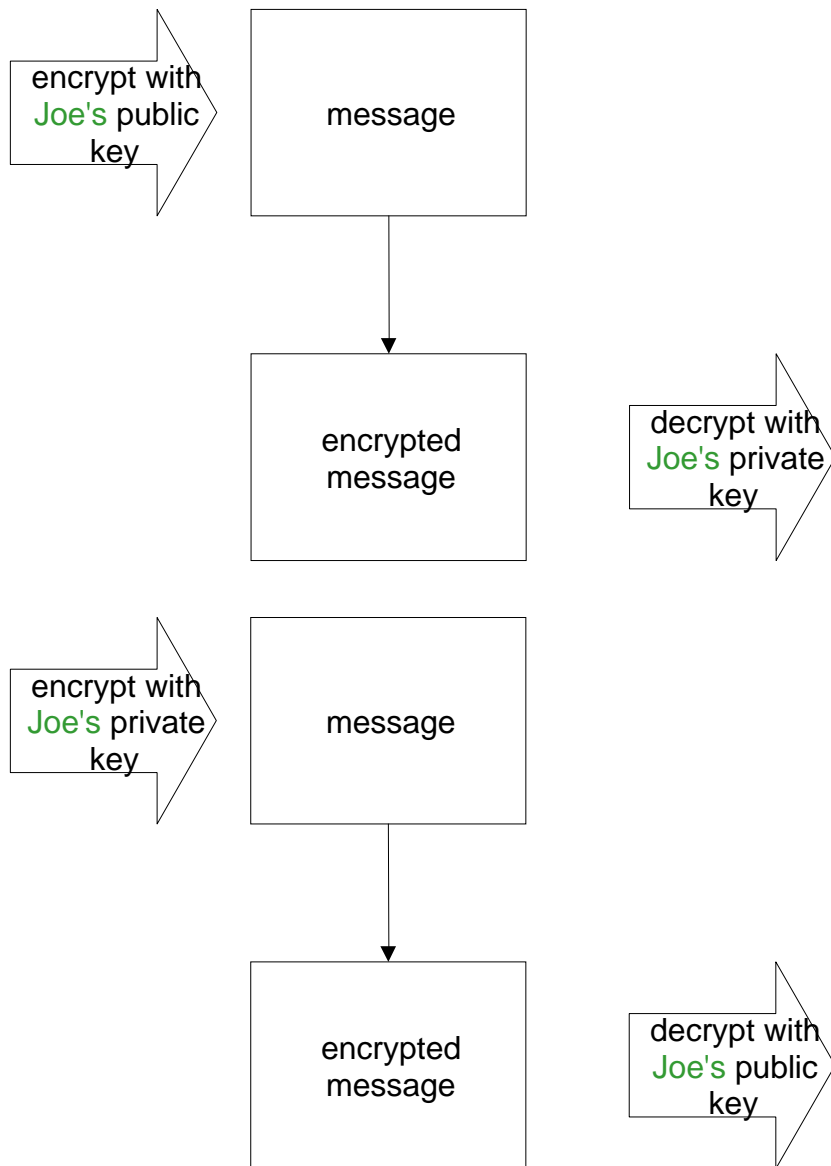 encrypt with
Joe's public
key
message
encrypted
message
decrypt with
Joe's private
key
encrypt with
Joe's private
key
message
encrypted
message
decrypt with
Joe's public
key